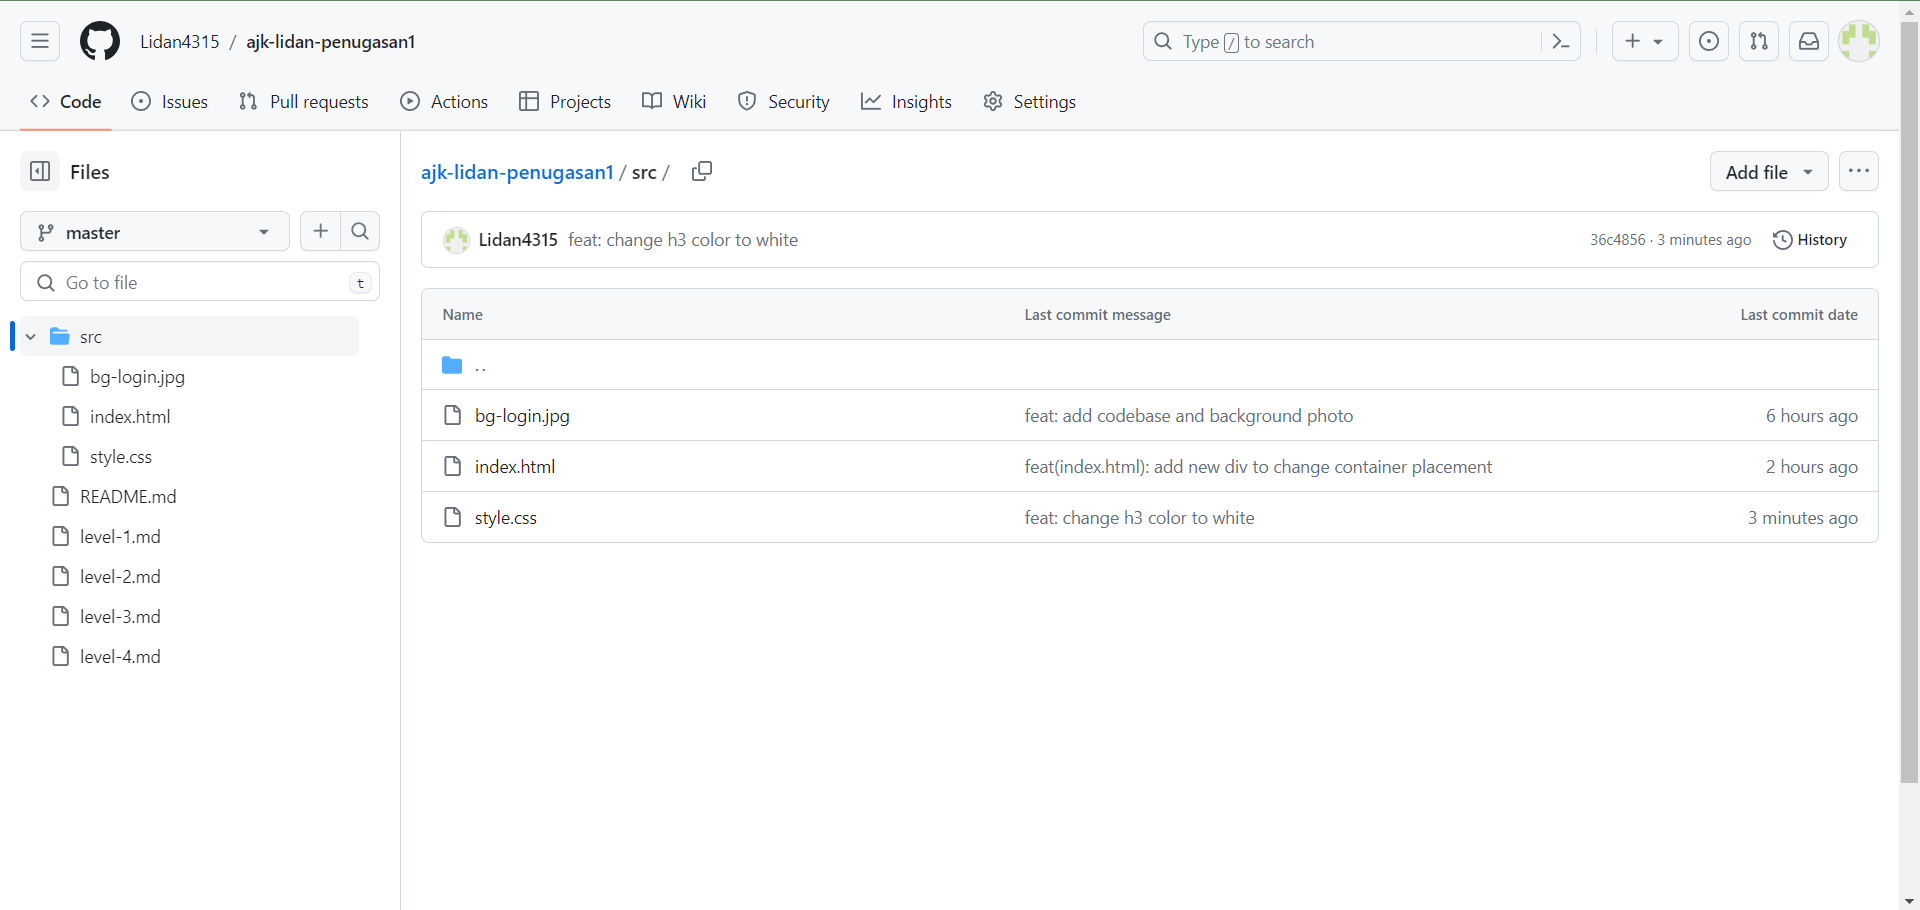 Lidan4315 / ajk-lidan-penugasan1
Type / to search
Code
Issues
Pull requests
Actions
Projects
Wiki
Security
Insights
Settings
Files
master
Go to file
t
src
bg-login.jpg
index.html
style.css
README.md
level-1.md
level-2.md
level-3.md
level-4.md
ajk-lidan-penugasan1 / src /
Add file
Lidan4315 feat: change h3 color to white
36c4856 · 3 minutes ago
History
Name Last commit message Last commit date
..
bg-login.jpg feat: add codebase and background photo 6 hours ago
index.html feat(index.html): add new div to change container placement 2 hours ago
style.css feat: change h3 color to white 3 minutes ago